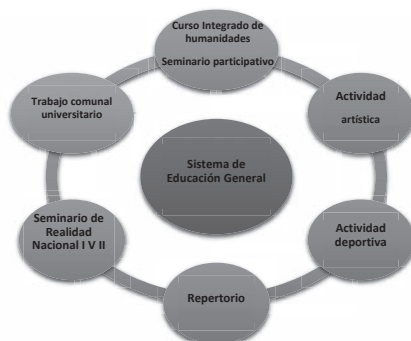 Curso Integrado de
humanidades
Seminario participativo
Actividad
artística
Actividad
deportiva
Repertorio
Seminario de
Realidad
Nacional I V II
Trabajo comunal
universitario
Sistema de
Educación General